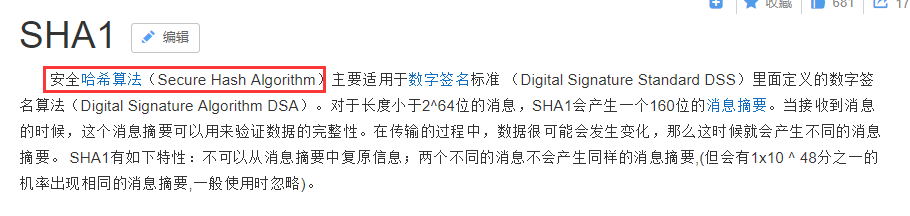 收藏 681 17
SHA1 编辑
安全哈希算法（Secure Hash Algorithm）主要适用于数字签名标准 （Digital Signature Standard DSS）里面定义的数字签
名算法（Digital Signature Algorithm DSA）。对于长度小于2^64位的消息，SHA1会产生一个160位的消息摘要。当接收到消息
的时候，这个消息摘要可以用来验证数据的完整性。在传输的过程中，数据很可能会发生变化，那么这时候就会产生不同的消息
摘要。 SHA1有如下特性：不可以从消息摘要中复原信息；两个不同的消息不会产生同样的消息摘要,(但会有1x10 ^ 48分之一的
机率出现相同的消息摘要,一般使用时忽略)。